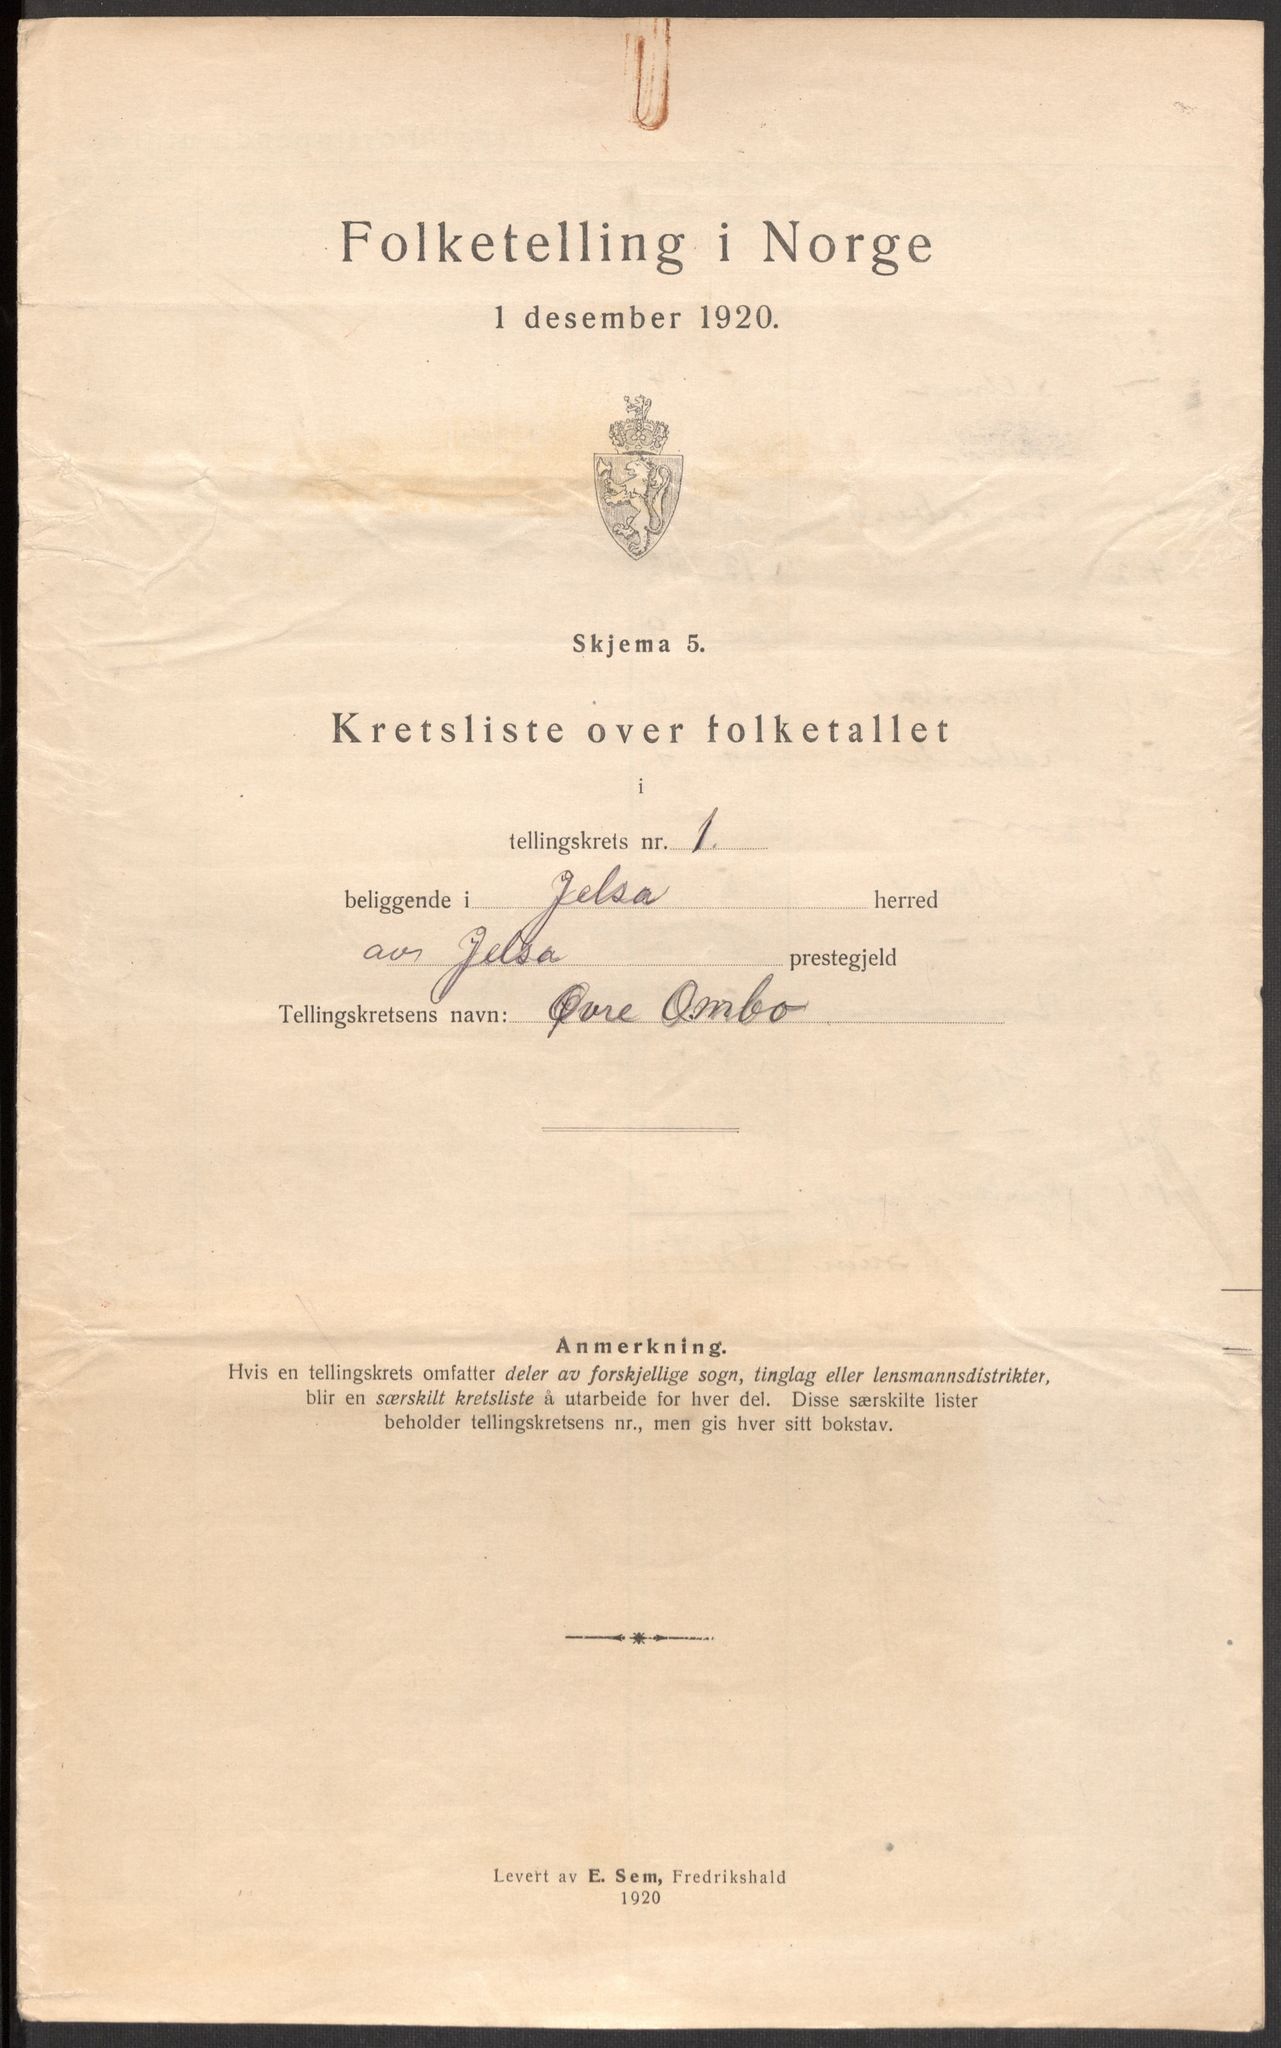 Folketelling i Norge
1 desember 1920.
Skjema 5.
Kretsliste over folketallet
i
tellingskrets nr. 1.
beliggende i Jelsa herred
av Jelsa prestegjeld
Tellingskretsens navn: Øvre Ombo
Anmerkning.
Hvis en tellingskrets omfatter deler av forskjellige sogn, tinglag eller lensmannsdistrikter,
blir en særskilt kretsliste å utarbeide for hver del. Disse særskilte lister
beholder tellingskretsens nr., men gis hver sitt bokstav.
Levert av E. Sem, Fredrikshald
1920